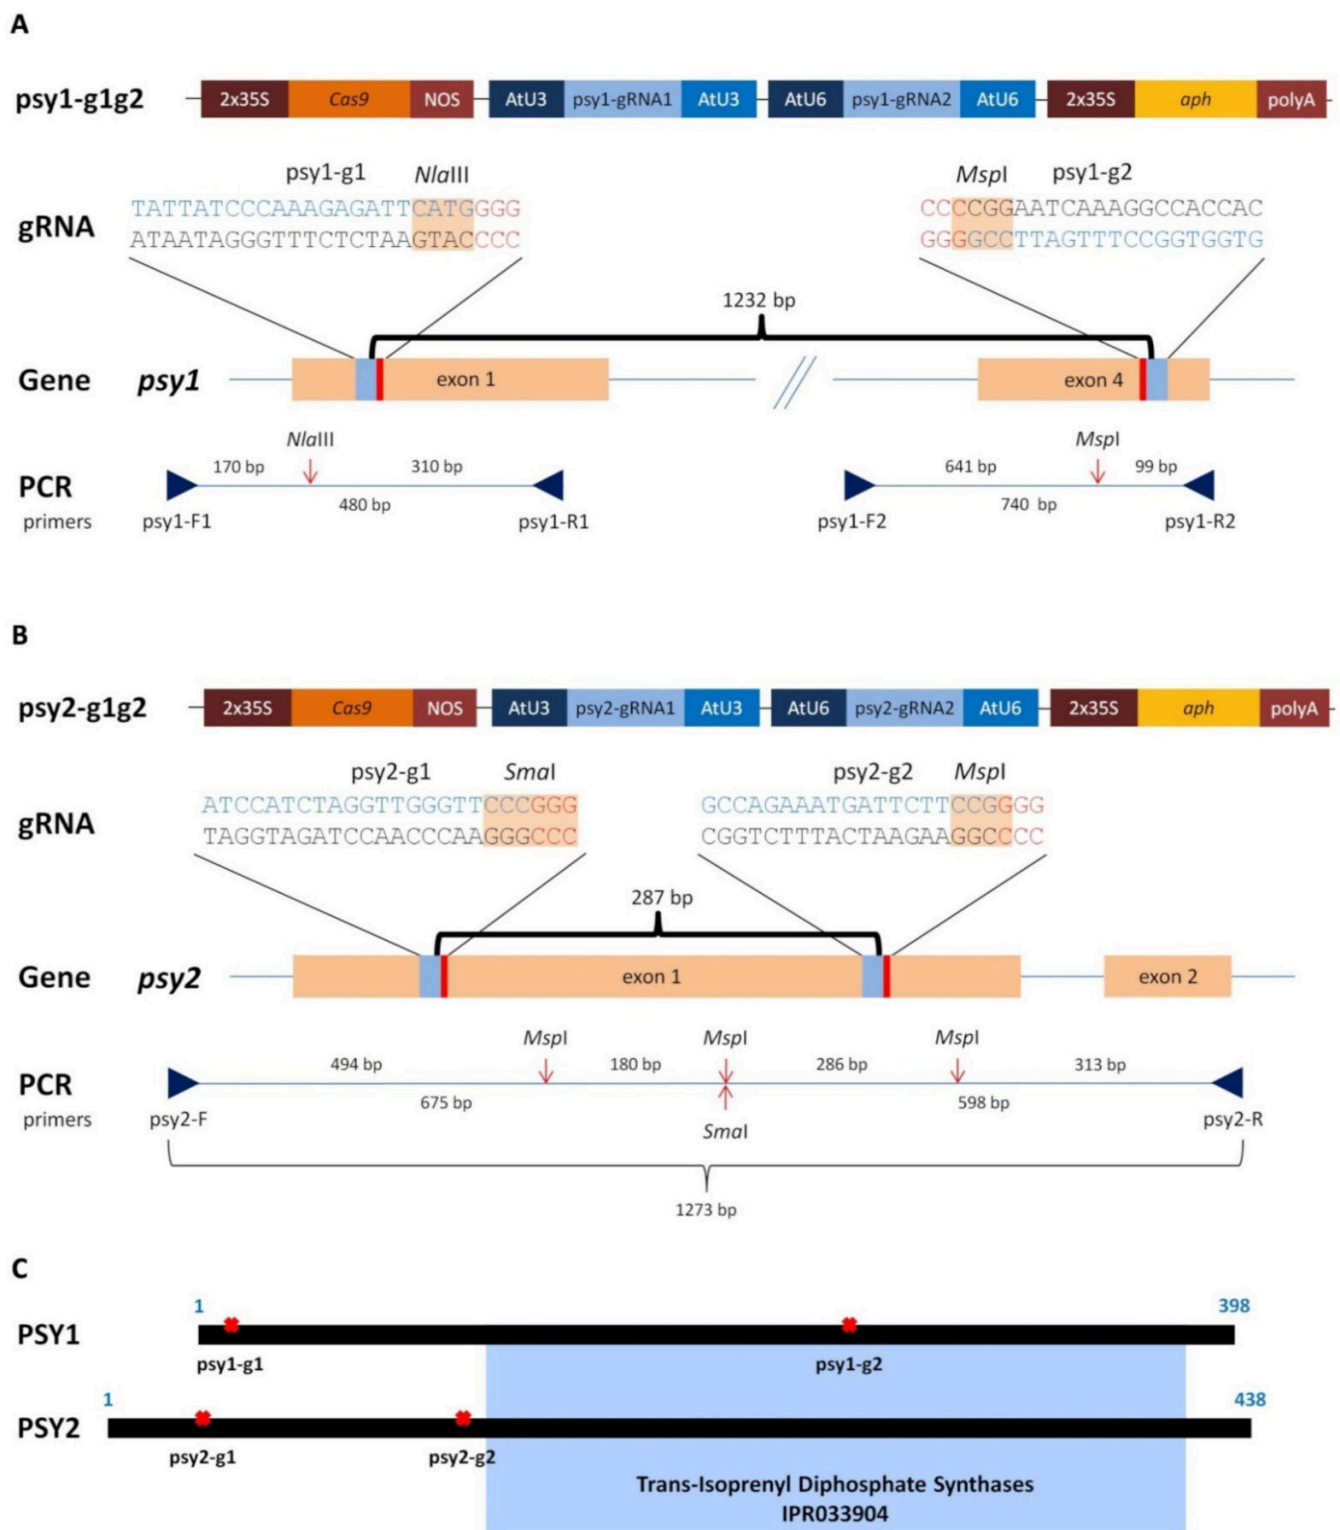 A
psy1-g1g2 2x35S Cas9 NOS AtU3 psy1-gRNA1 AtU3 AtU6 psy1-gRNA2 AtU6 2x35S aph polyA
psy1-g1 NlaIII MspI psy1-g2
TATTATCCCAAAGAGATTCATGGGG CCCCGGAATCAAAGGCCACCAC
gRNA
ATAATAGGGTTTCTCTAAGTACCCC GGGGCCTTAGTTTCCGGTGGTG
1232 bp
Gene psy1 exon 1 exon 4
NlaIII MspI
170 bp 310 bp 641 bp 99 bp
PCR
480 bp 740 bp
primers psy1-F1 psy1-R1 psy1-F2 psy1-R2
B
psy2-g1g2 2x35S Cas9 NOS AtU3 psy2-gRNA1 AtU3 AtU6 psy2-gRNA2 AtU6 2x35S aph polyA
psy2-g1 SmaI psy2-g2 MspI
ATCCATCTAGGTTGGGTTCCCGGG GCCAGAAATGATTCTTCCGGGG
gRNA
TAGGTAGATCCAACCCAAGGGCCC CGGTCTTTACTAAGAAGGCCCC
287 bp
Gene psy2 exon 1 exon 2
MspI MspI MspI
494 bp 180 bp 286 bp 313 bp
PCR
675 bp 598 bp
primers psy2-F psy2-R
SmaI
1273 bp
C
1 398
PSY1
psy1-g1 psy1-g2
1 438
PSY2
psy2-g1 psy2-g2
Trans-Isoprenyl Diphosphate Synthases
IPR033904